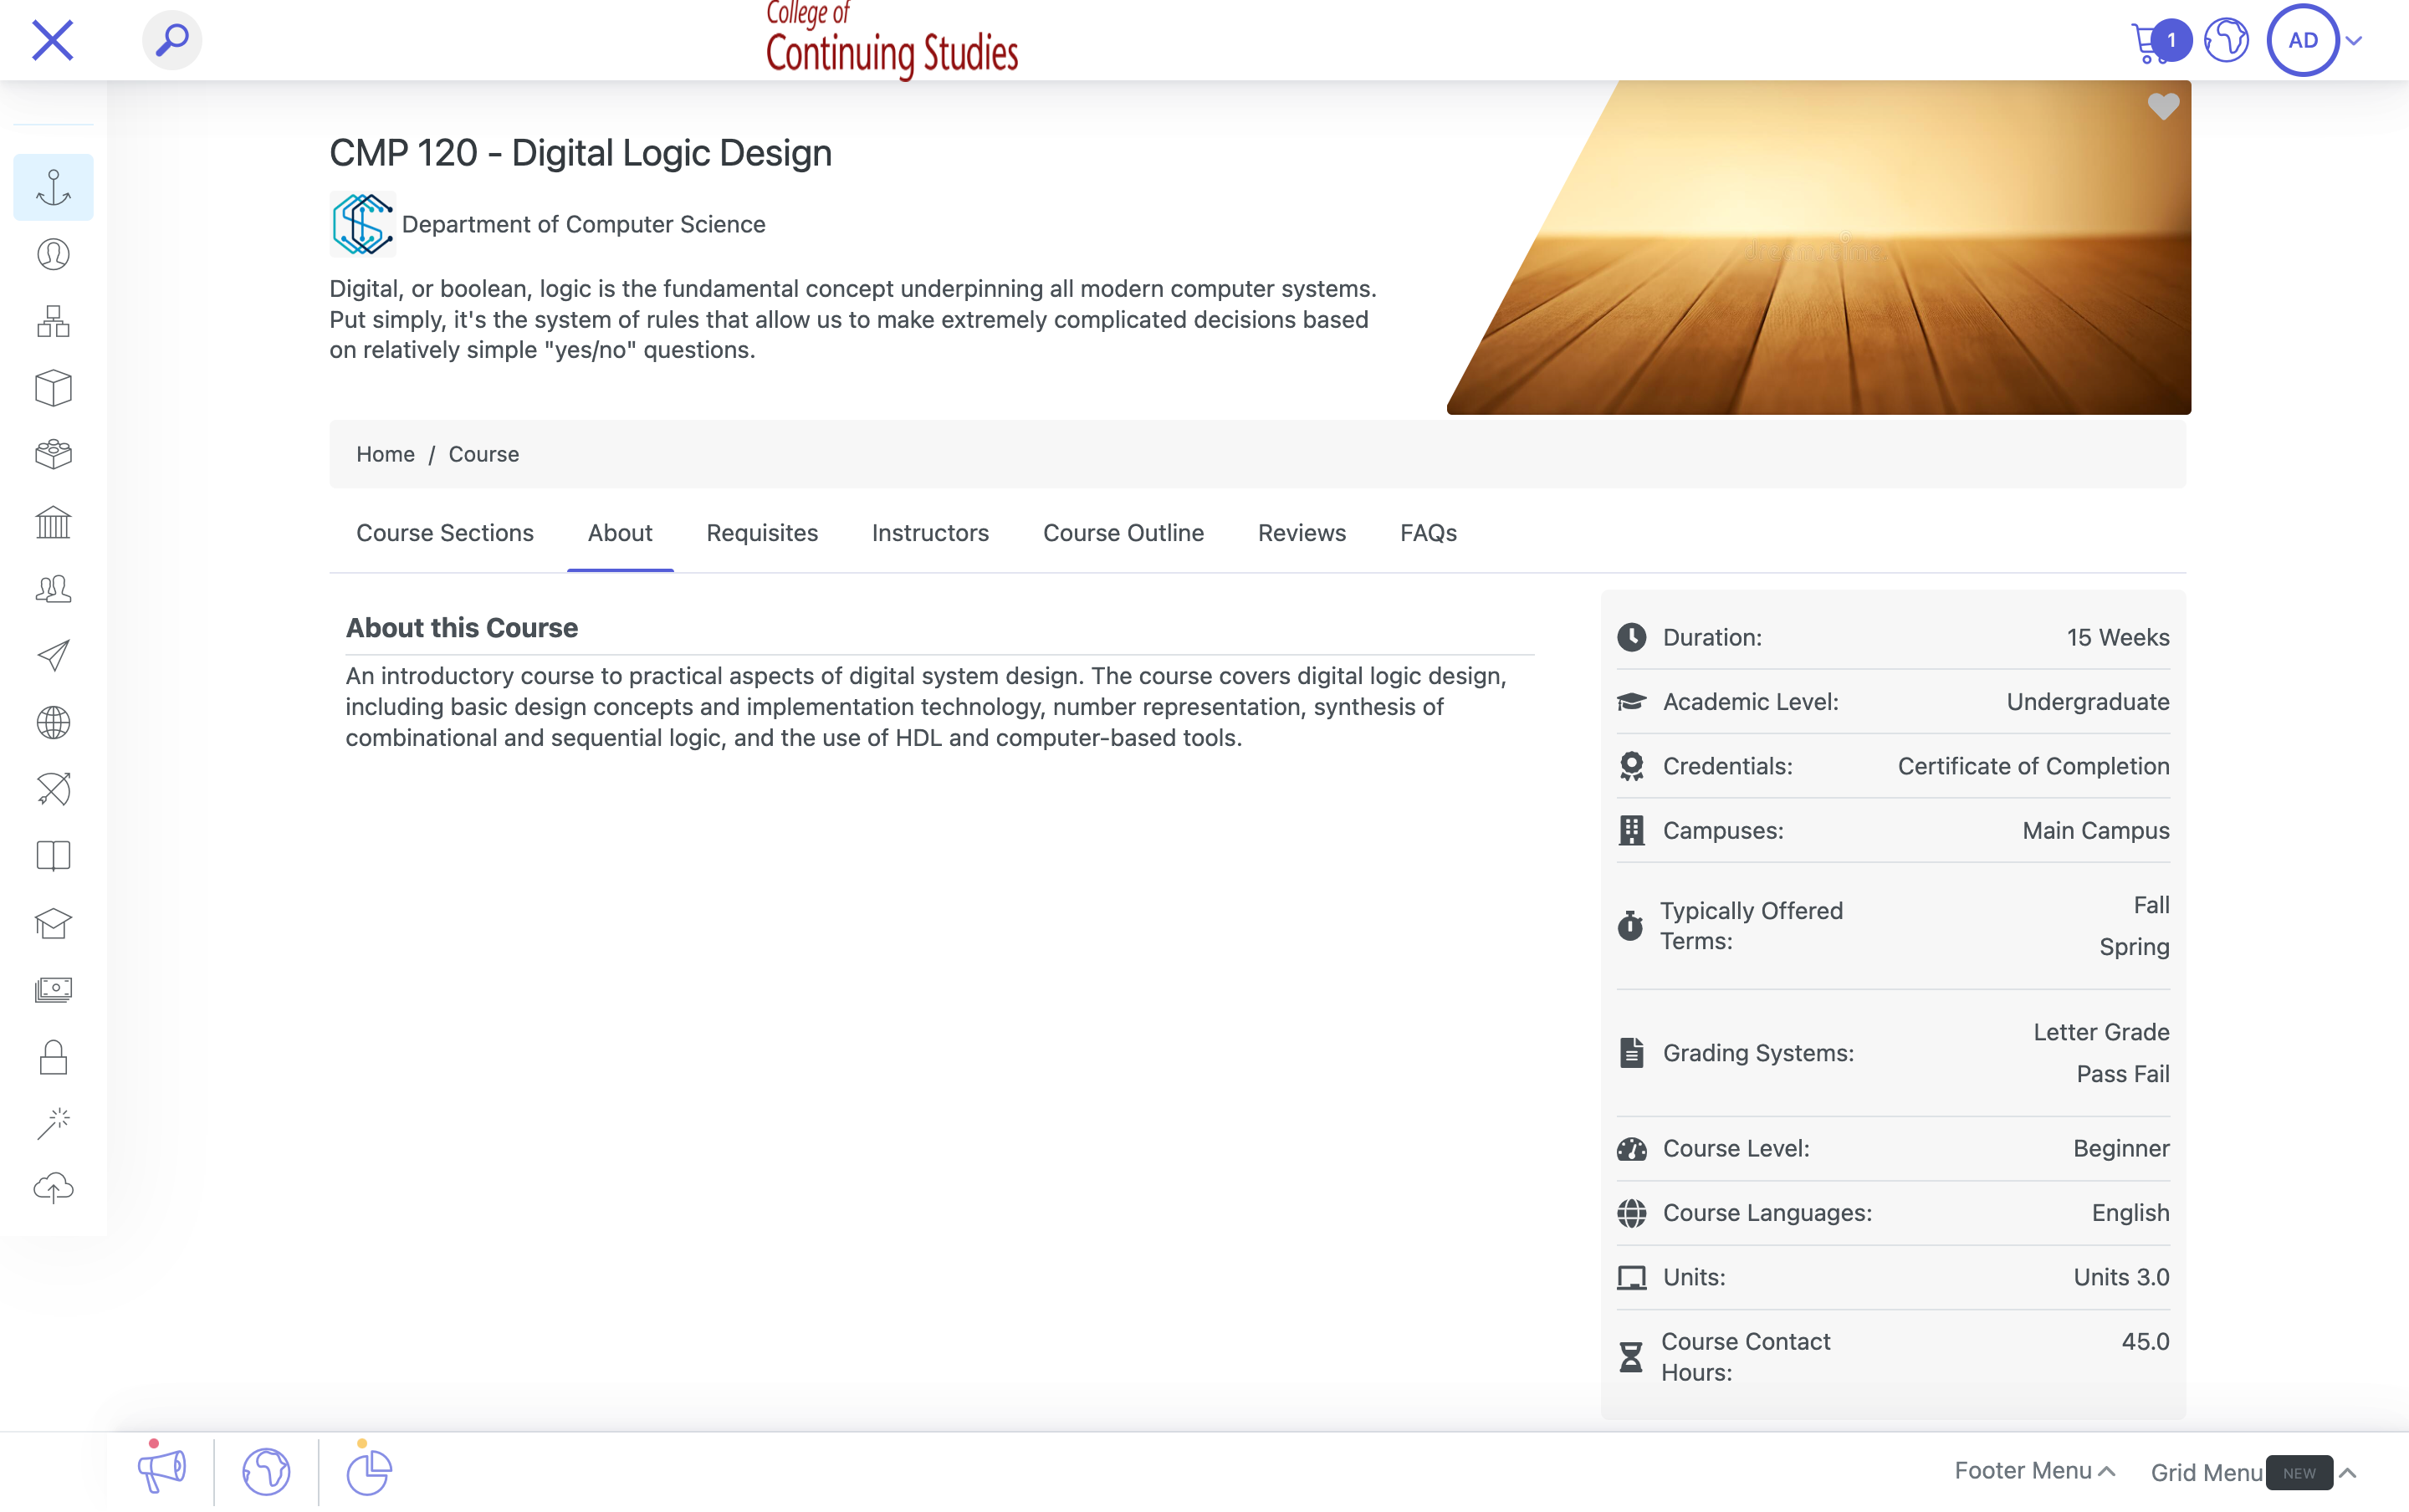 College of
Continuing Studies
1
AD
CMP 120 - Digital Logic Design
Department of Computer Science
Digital, or boolean, logic is the fundamental concept underpinning all modern computer systems.
Put simply, it's the system of rules that allow us to make extremely complicated decisions based
on relatively simple "yes/no" questions.
Home / Course
Course Sections
About
Requisites
Instructors
Course Outline
Reviews
FAQs
About this Course
An introductory course to practical aspects of digital system design. The course covers digital logic design,
including basic design concepts and implementation technology, number representation, synthesis of
combinational and sequential logic, and the use of HDL and computer-based tools.
Duration: 15 Weeks
Academic Level: Undergraduate
Credentials: Certificate of Completion
Campuses: Main Campus
Typically Offered
Terms:
Fall
Spring
Grading Systems:
Letter Grade
Pass Fail
Course Level: Beginner
Course Languages: English
Units: Units 3.0
Course Contact
Hours:
45.0
Footer Menu
Grid Menu NEW